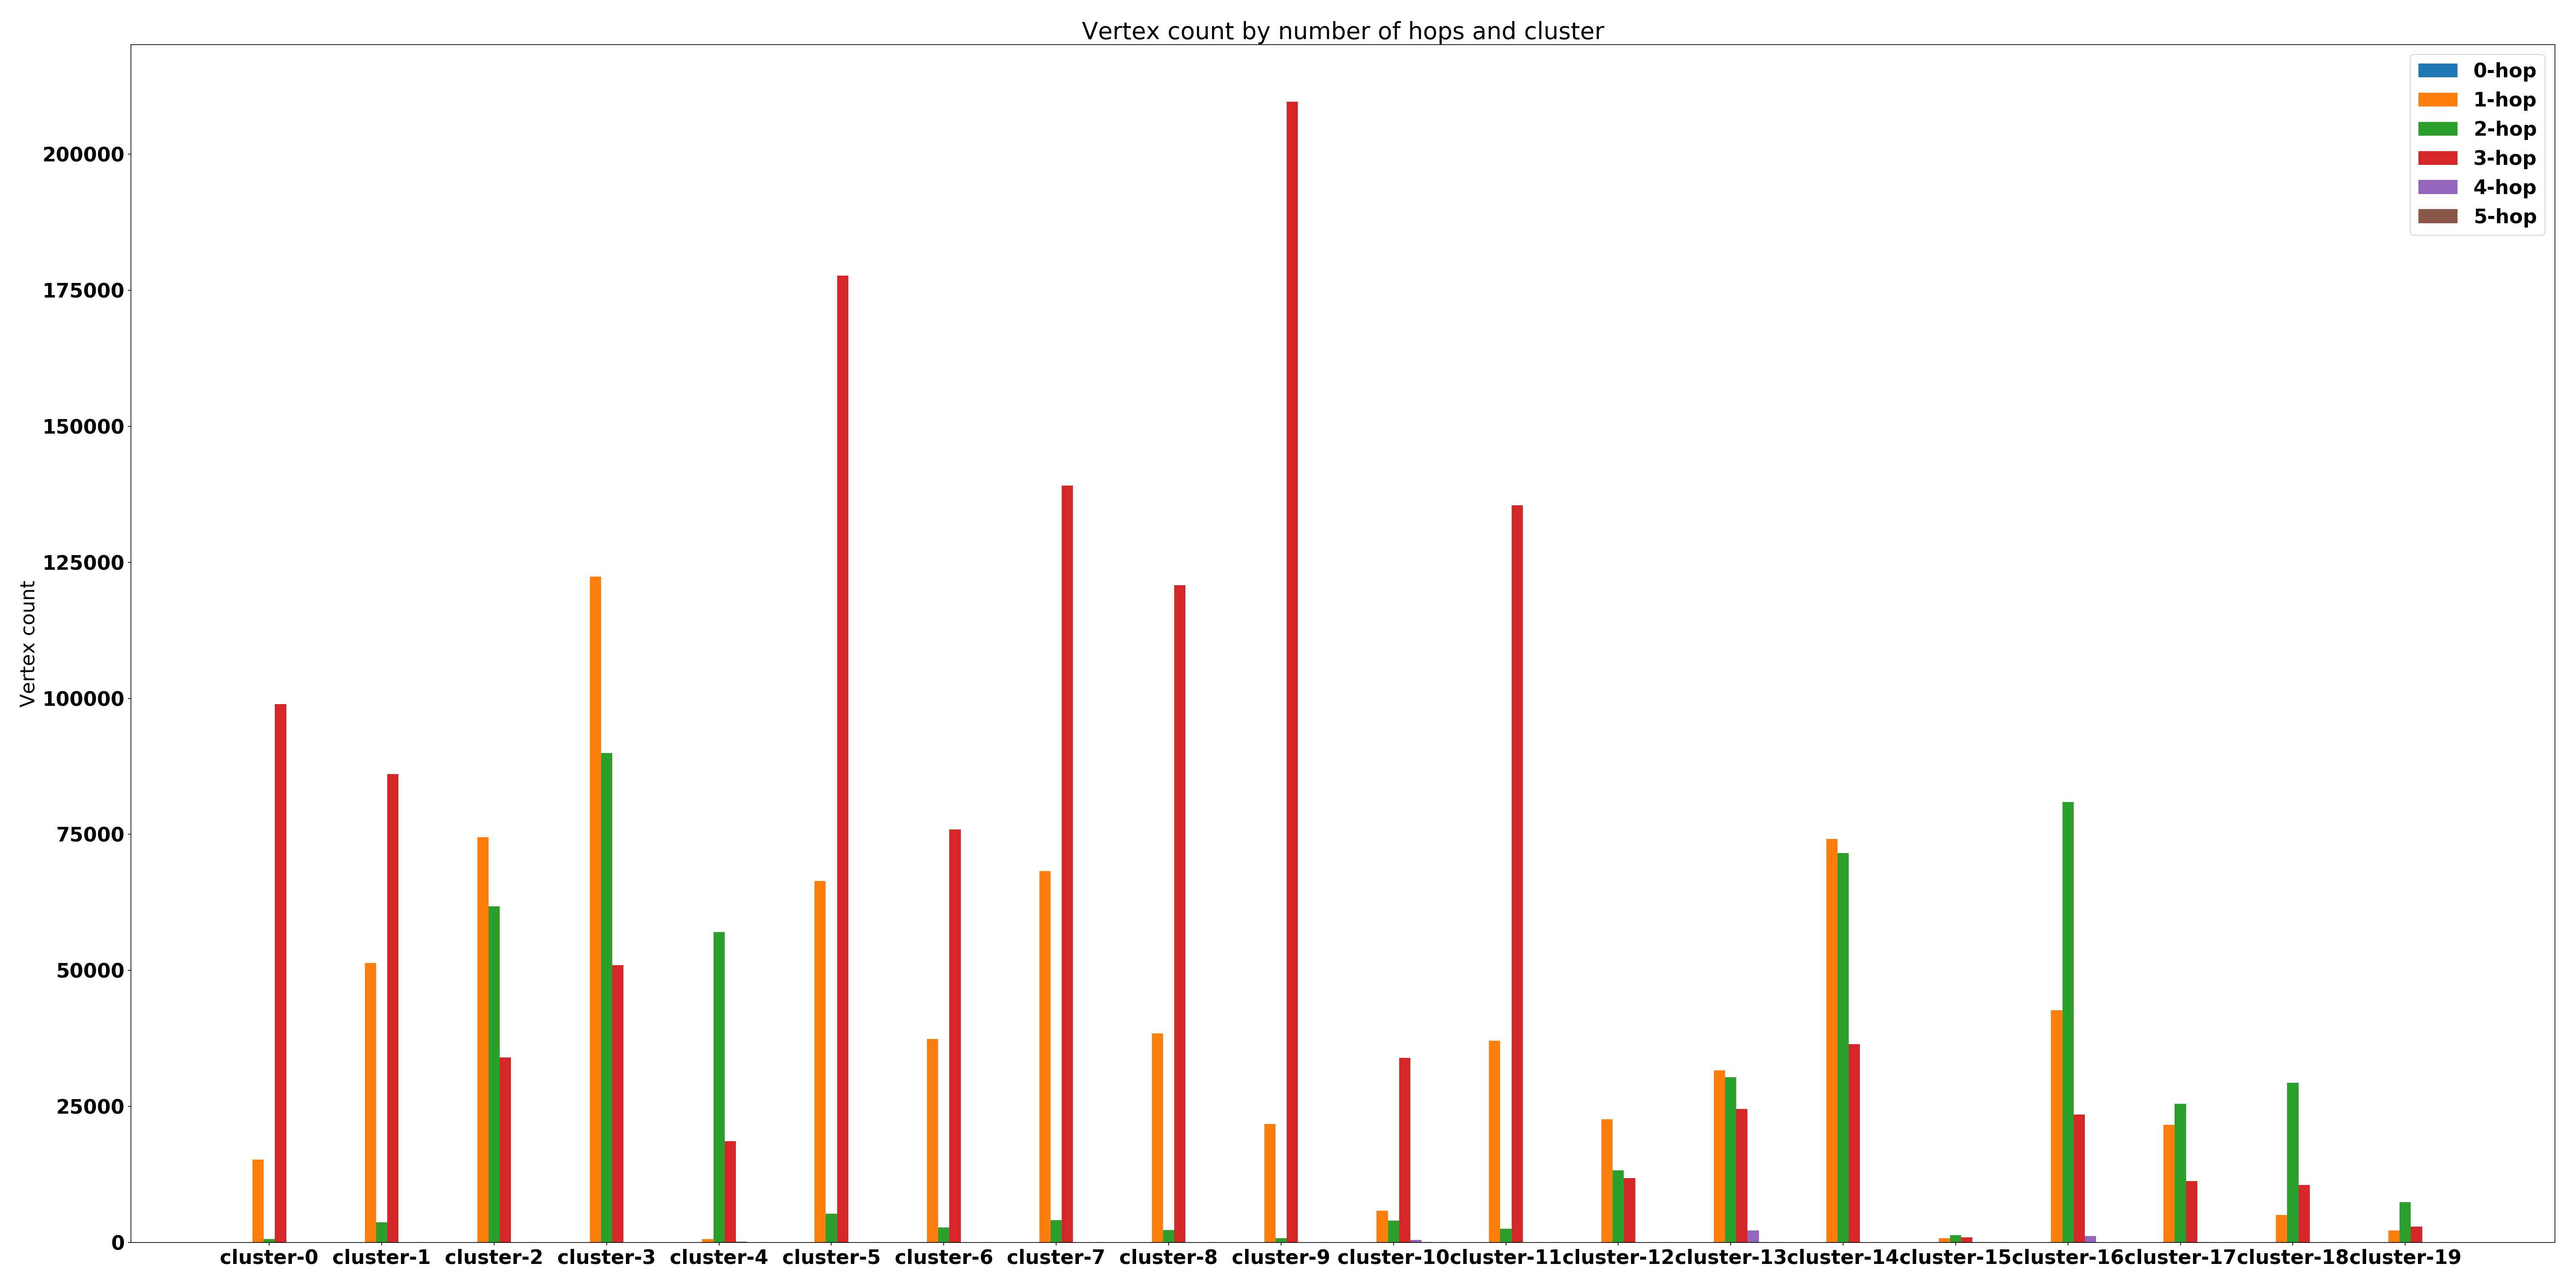 Vertex count by number of hops and cluster
0-hop
1-hop
2-hop
3-hop
4-hop
5-hop
Vertex count
200000
175000
150000
125000
100000
75000
50000
25000
0
cluster-0 cluster-1 cluster-2 cluster-3 cluster-4 cluster-5 cluster-6 cluster-7 cluster-8 cluster-9 cluster-10 cluster-11 cluster-12 cluster-13 cluster-14 cluster-15 cluster-16 cluster-17 cluster-18 cluster-19